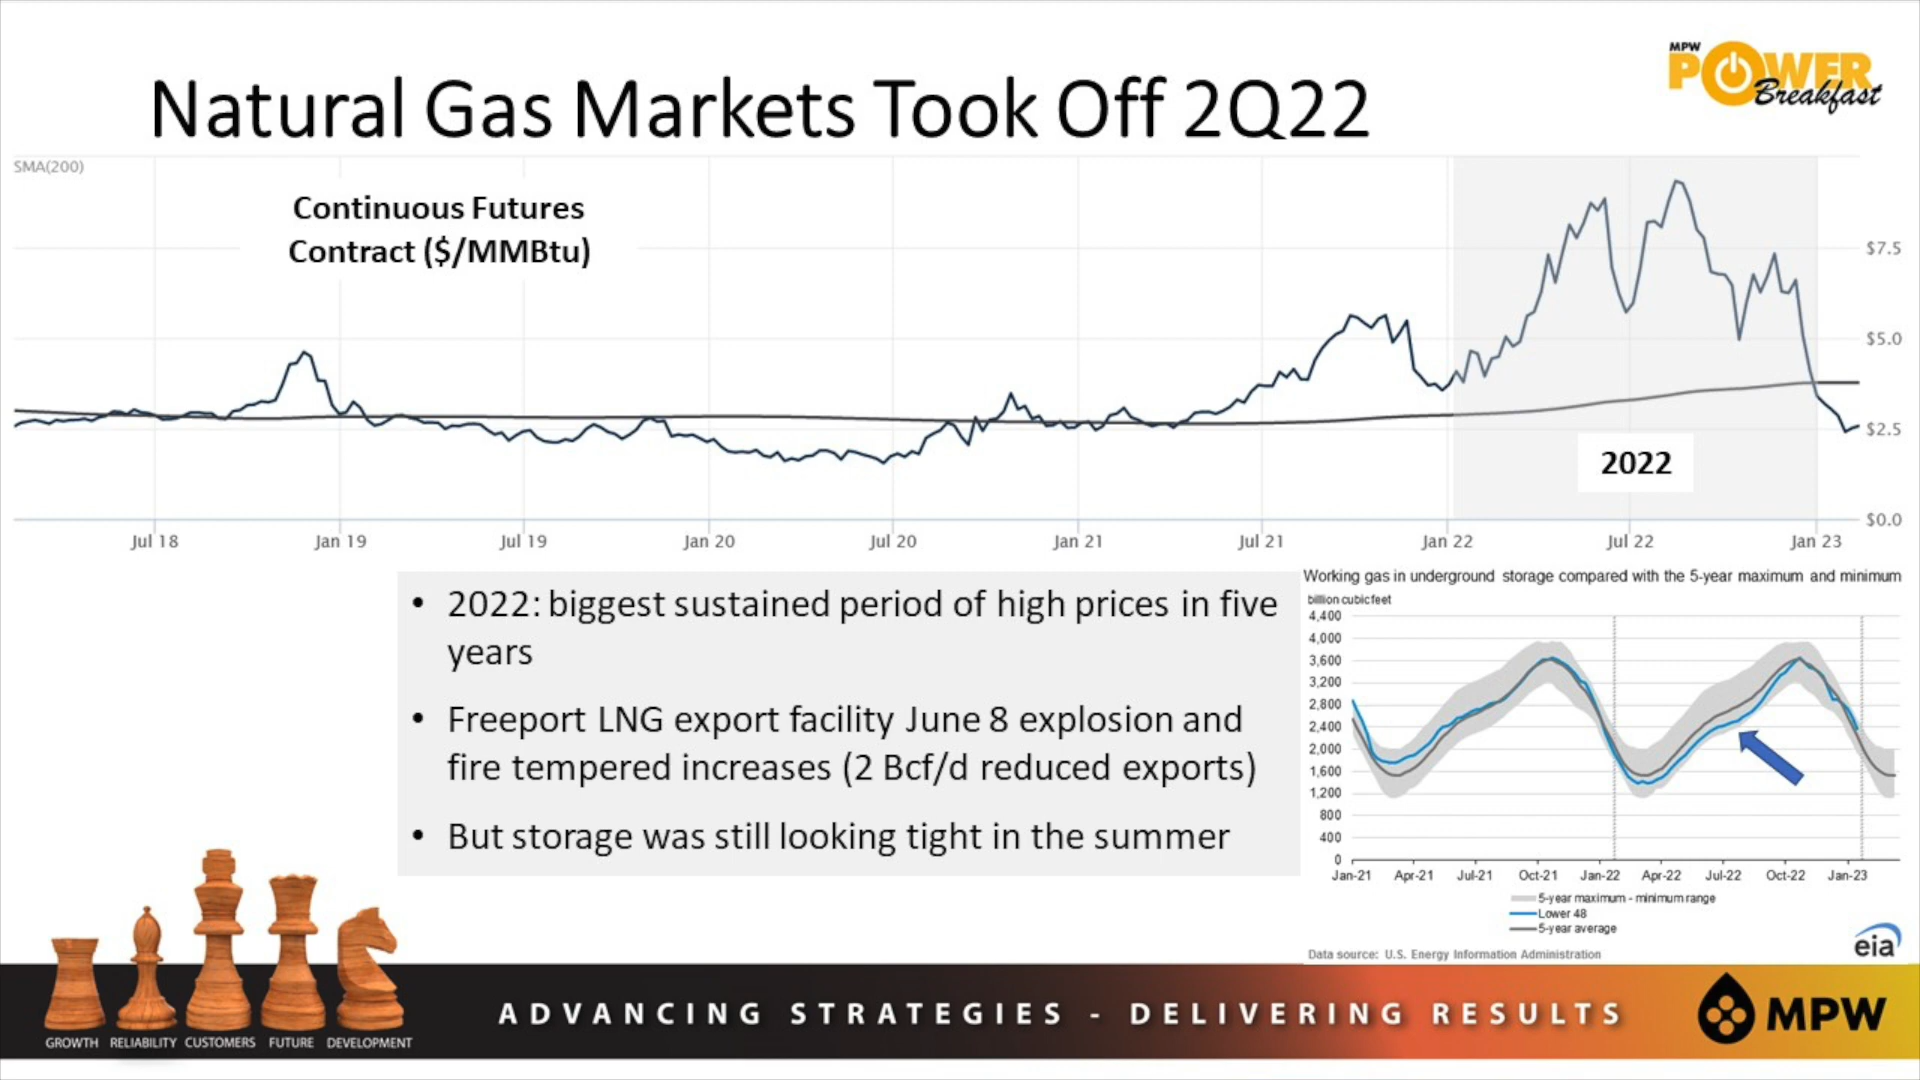 MPW
POWER
Breakfast
Natural Gas Markets Took Off 2Q22
SMA(200)
Continuous Futures
Contract ($/MMBtu)
$7.5
$5.0
$2.5
$0.0
2022
Jul 18 Jan 19 Jul 19 Jan 20 Jul 20 Jan 21 Jul 21 Jan 22 Jul 22 Jan 23
• 2022: biggest sustained period of high prices in five
years
• Freeport LNG export facility June 8 explosion and
fire tempered increases (2 Bcf/d reduced exports)
• But storage was still looking tight in the summer
Working gas in underground storage compared with the 5-year maximum and minimum
billion cubic feet
4,400
4,000
3,600
3,200
2,800
2,400
2,000
1,600
1,200
800
400
0
Jan-21 Apr-21 Jul-21 Oct-21 Jan-22 Apr-22 Jul-22 Oct-22 Jan-23
5-year maximum - minimum range
Lower 48
5-year average
Data source: U.S. Energy Information Administration
eia
GROWTH RELIABILITY CUSTOMERS FUTURE DEVELOPMENT
ADVANCING STRATEGIES - DELIVERING RESULTS
MPW